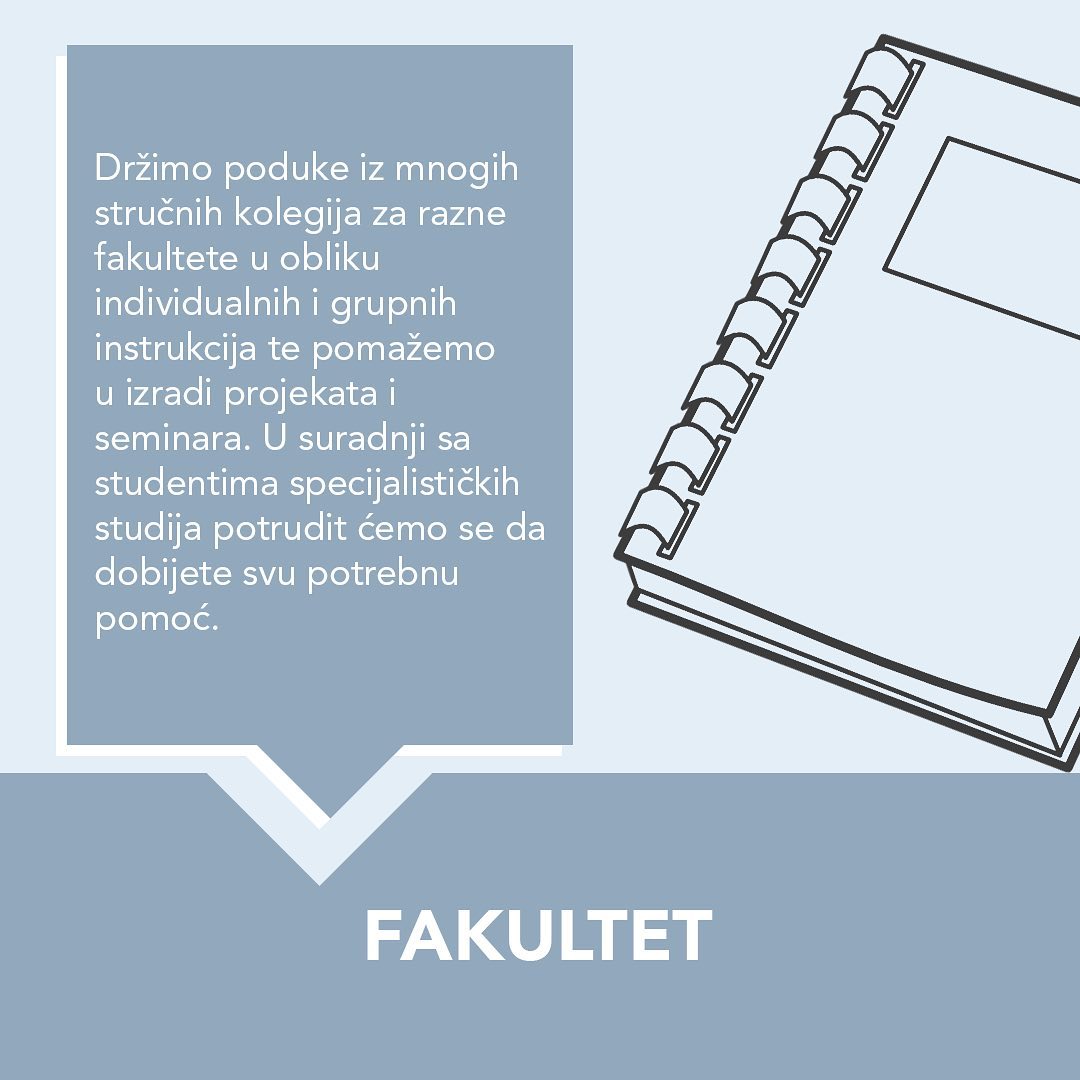 Držimo poduke iz mnogih
stručnih kolegija za razne
fakultete u obliku
individualnih i grupnih
instrukcija te pomažemo
u izradi projekata i
seminara. U suradnji sa
studentima specijalističkih
studija potrudit ćemo se da
dobijete svu potrebnu
pomoć.
FAKULTET